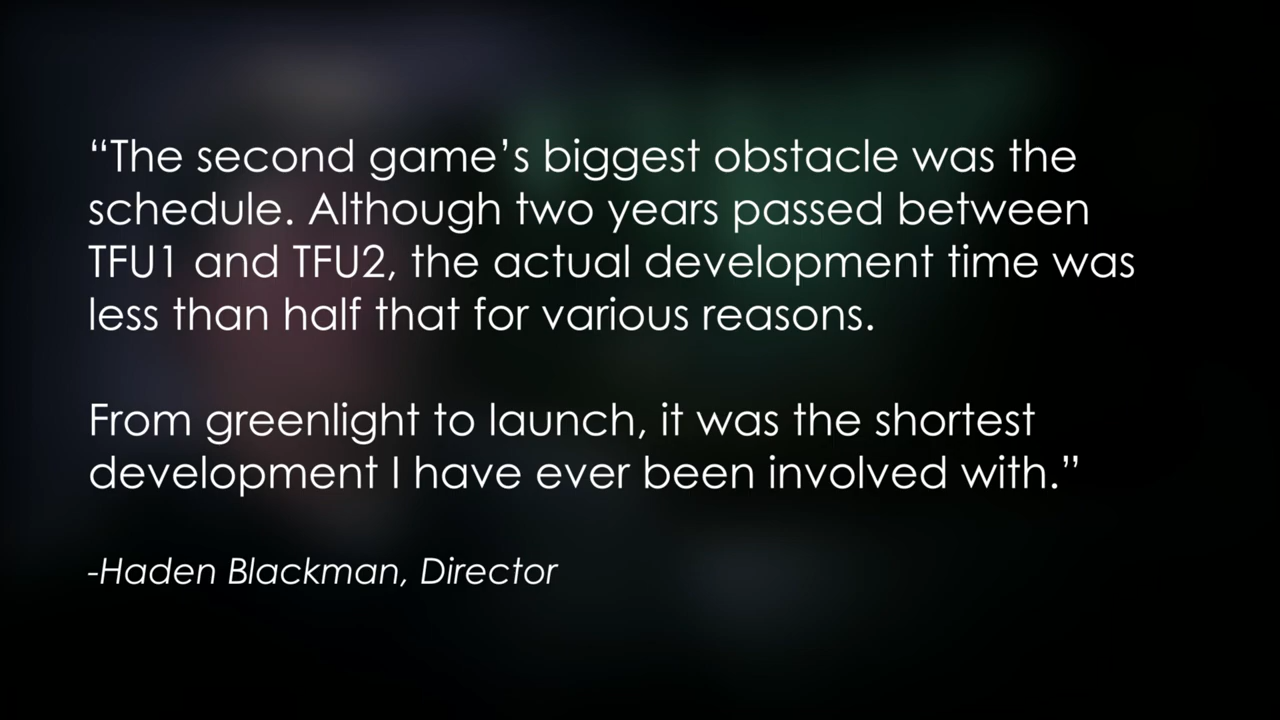 “The second game’s biggest obstacle was the
schedule. Although two years passed between
TFU1 and TFU2, the actual development time was
less than half that for various reasons.
From greenlight to launch, it was the shortest
development I have ever been involved with.”
-Haden Blackman, Director